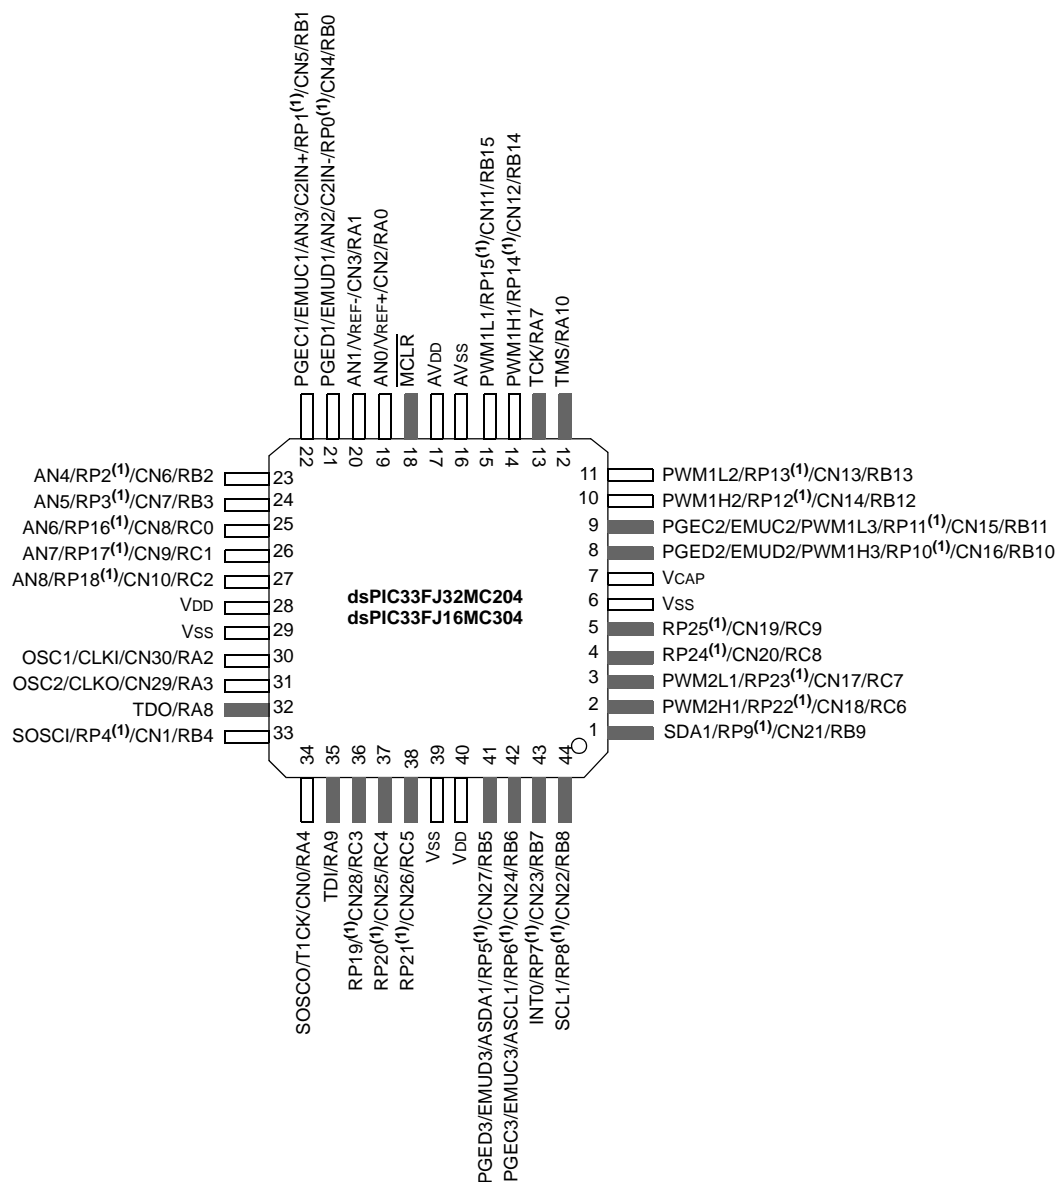 PGEC1/EMUC1/AN3/C2IN+/RP1(1)/CN5/RB1
PGED1/EMUD1/AN2/C2IN-/RP0(1)/CN4/RB0
AN1/VREF-/CN3/RA1
AN0/VREF+/CN2/RA0
MCLR
AVDD
AVSS
PWM1L1/RP15(1)/CN11/RB15
PWM1H1/RP14(1)/CN12/RB14
TCK/RA7
TMS/RA10
22 21 20 19 18 17 16 15 14 13 12
AN4/RP2(1)/CN6/RB2 23
AN5/RP3(1)/CN7/RB3 24
AN6/RP16(1)/CN8/RC0 25
AN7/RP17(1)/CN9/RC1 26
AN8/RP18(1)/CN10/RC2 27
VDD 28
VSS 29
OSC1/CLKI/CN30/RA2 30
OSC2/CLKO/CN29/RA3 31
TDO/RA8 32
SOSCI/RP4(1)/CN1/RB4 33
dsPIC33FJ32MC204
dsPIC33FJ16MC304
11 PWM1L2/RP13(1)/CN13/RB13
10 PWM1H2/RP12(1)/CN14/RB12
9 PGEC2/EMUC2/PWM1L3/RP11(1)/CN15/RB11
8 PGED2/EMUD2/PWM1H3/RP10(1)/CN16/RB10
7 VCAP
6 VSS
5 RP25(1)/CN19/RC9
4 RP24(1)/CN20/RC8
3 PWM2L1/RP23(1)/CN17/RC7
2 PWM2H1/RP22(1)/CN18/RC6
1 SDA1/RP9(1)/CN21/RB9
34 35 36 37 38 39 40 41 42 43 44
SOSCO/T1CK/CN0/RA4
TDI/RA9
RP19/(1)CN28/RC3
RP20(1)/CN25/RC4
RP21(1)/CN26/RC5
VSS
VDD
PGED3/EMUD3/ASDA1/RP5(1)/CN27/RB5
PGEC3/EMUC3/ASCL1/RP6(1)/CN24/RB6
INT0/RP7(1)/CN23/RB7
SCL1/RP8(1)/CN22/RB8